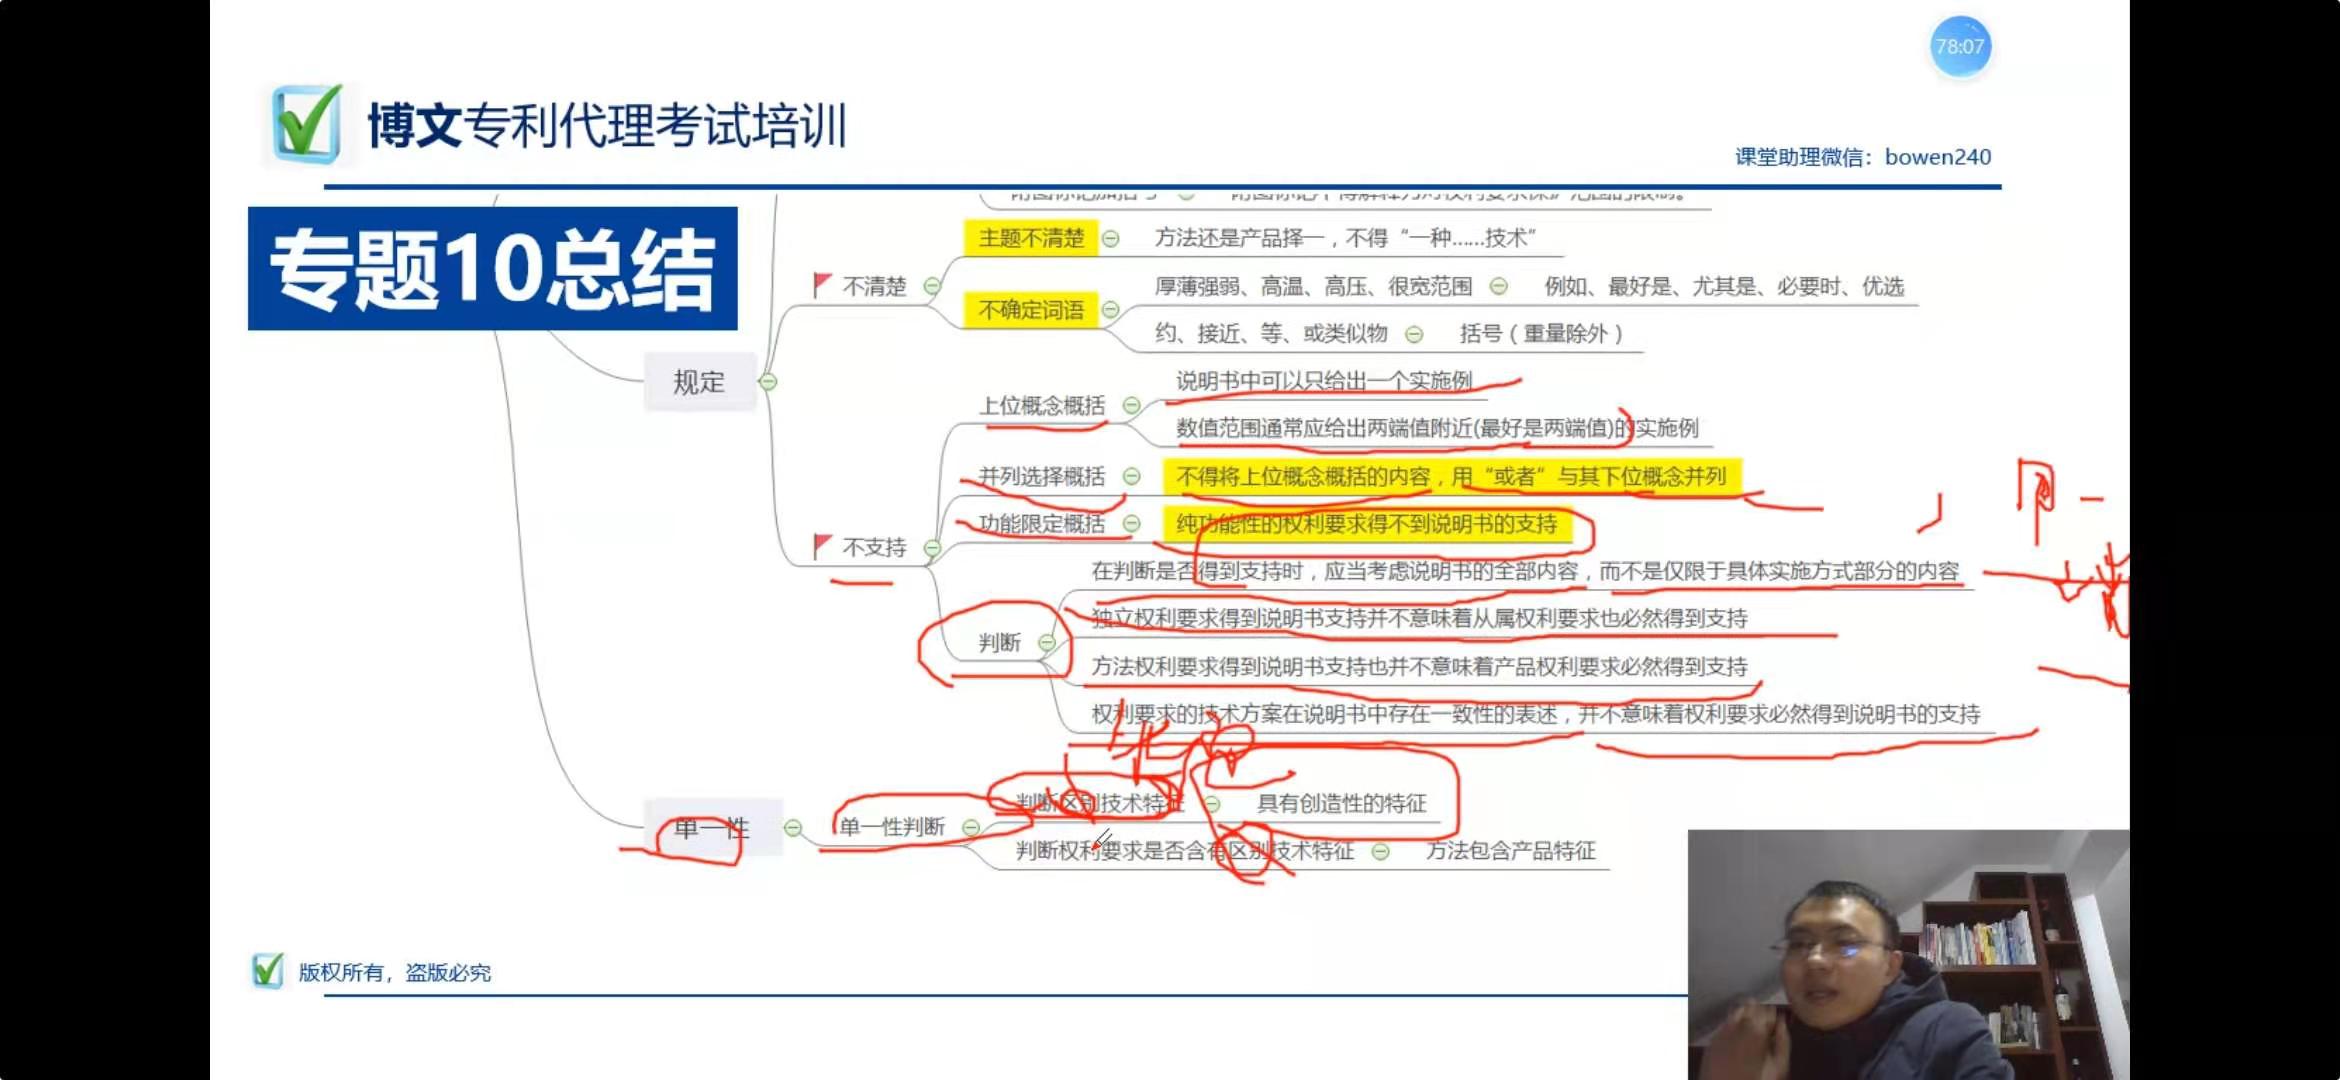 78:07
博文专利代理考试培训
课堂助理微信：bowen240
专题10总结
主题不清楚
方法还是产品择一，不得“一种……技术”
不清楚
不确定词语
厚薄强弱、高温、高压、很宽范围
例如、最好是、尤其是、必要时、优选
约、接近、等、或类似物
括号（重量除外）
规定
上位概念概括
说明书中可以只给出一个实施例
数值范围通常应给出两端值附近(最好是两端值)的实施例
并列选择概括
不得将上位概念概括的内容，用“或者”与其下位概念并列
功能限定概括
纯功能性的权利要求得不到说明书的支持
不支持
在判断是否得到支持时，应当考虑说明书的全部内容，而不是仅限于具体实施方式部分的内容
独立权利要求得到说明书支持并不意味着从属权利要求也必然得到支持
判断
方法权利要求得到说明书支持也并不意味着产品权利要求必然得到支持
权利要求的技术方案在说明书中存在一致性的表述，并不意味着权利要求必然得到说明书的支持
单一性
单一性判断
判断区别技术特征
具有创造性的特征
判断权利要求是否含有区别技术特征
方法包含产品特征
版权所有，盗版必究